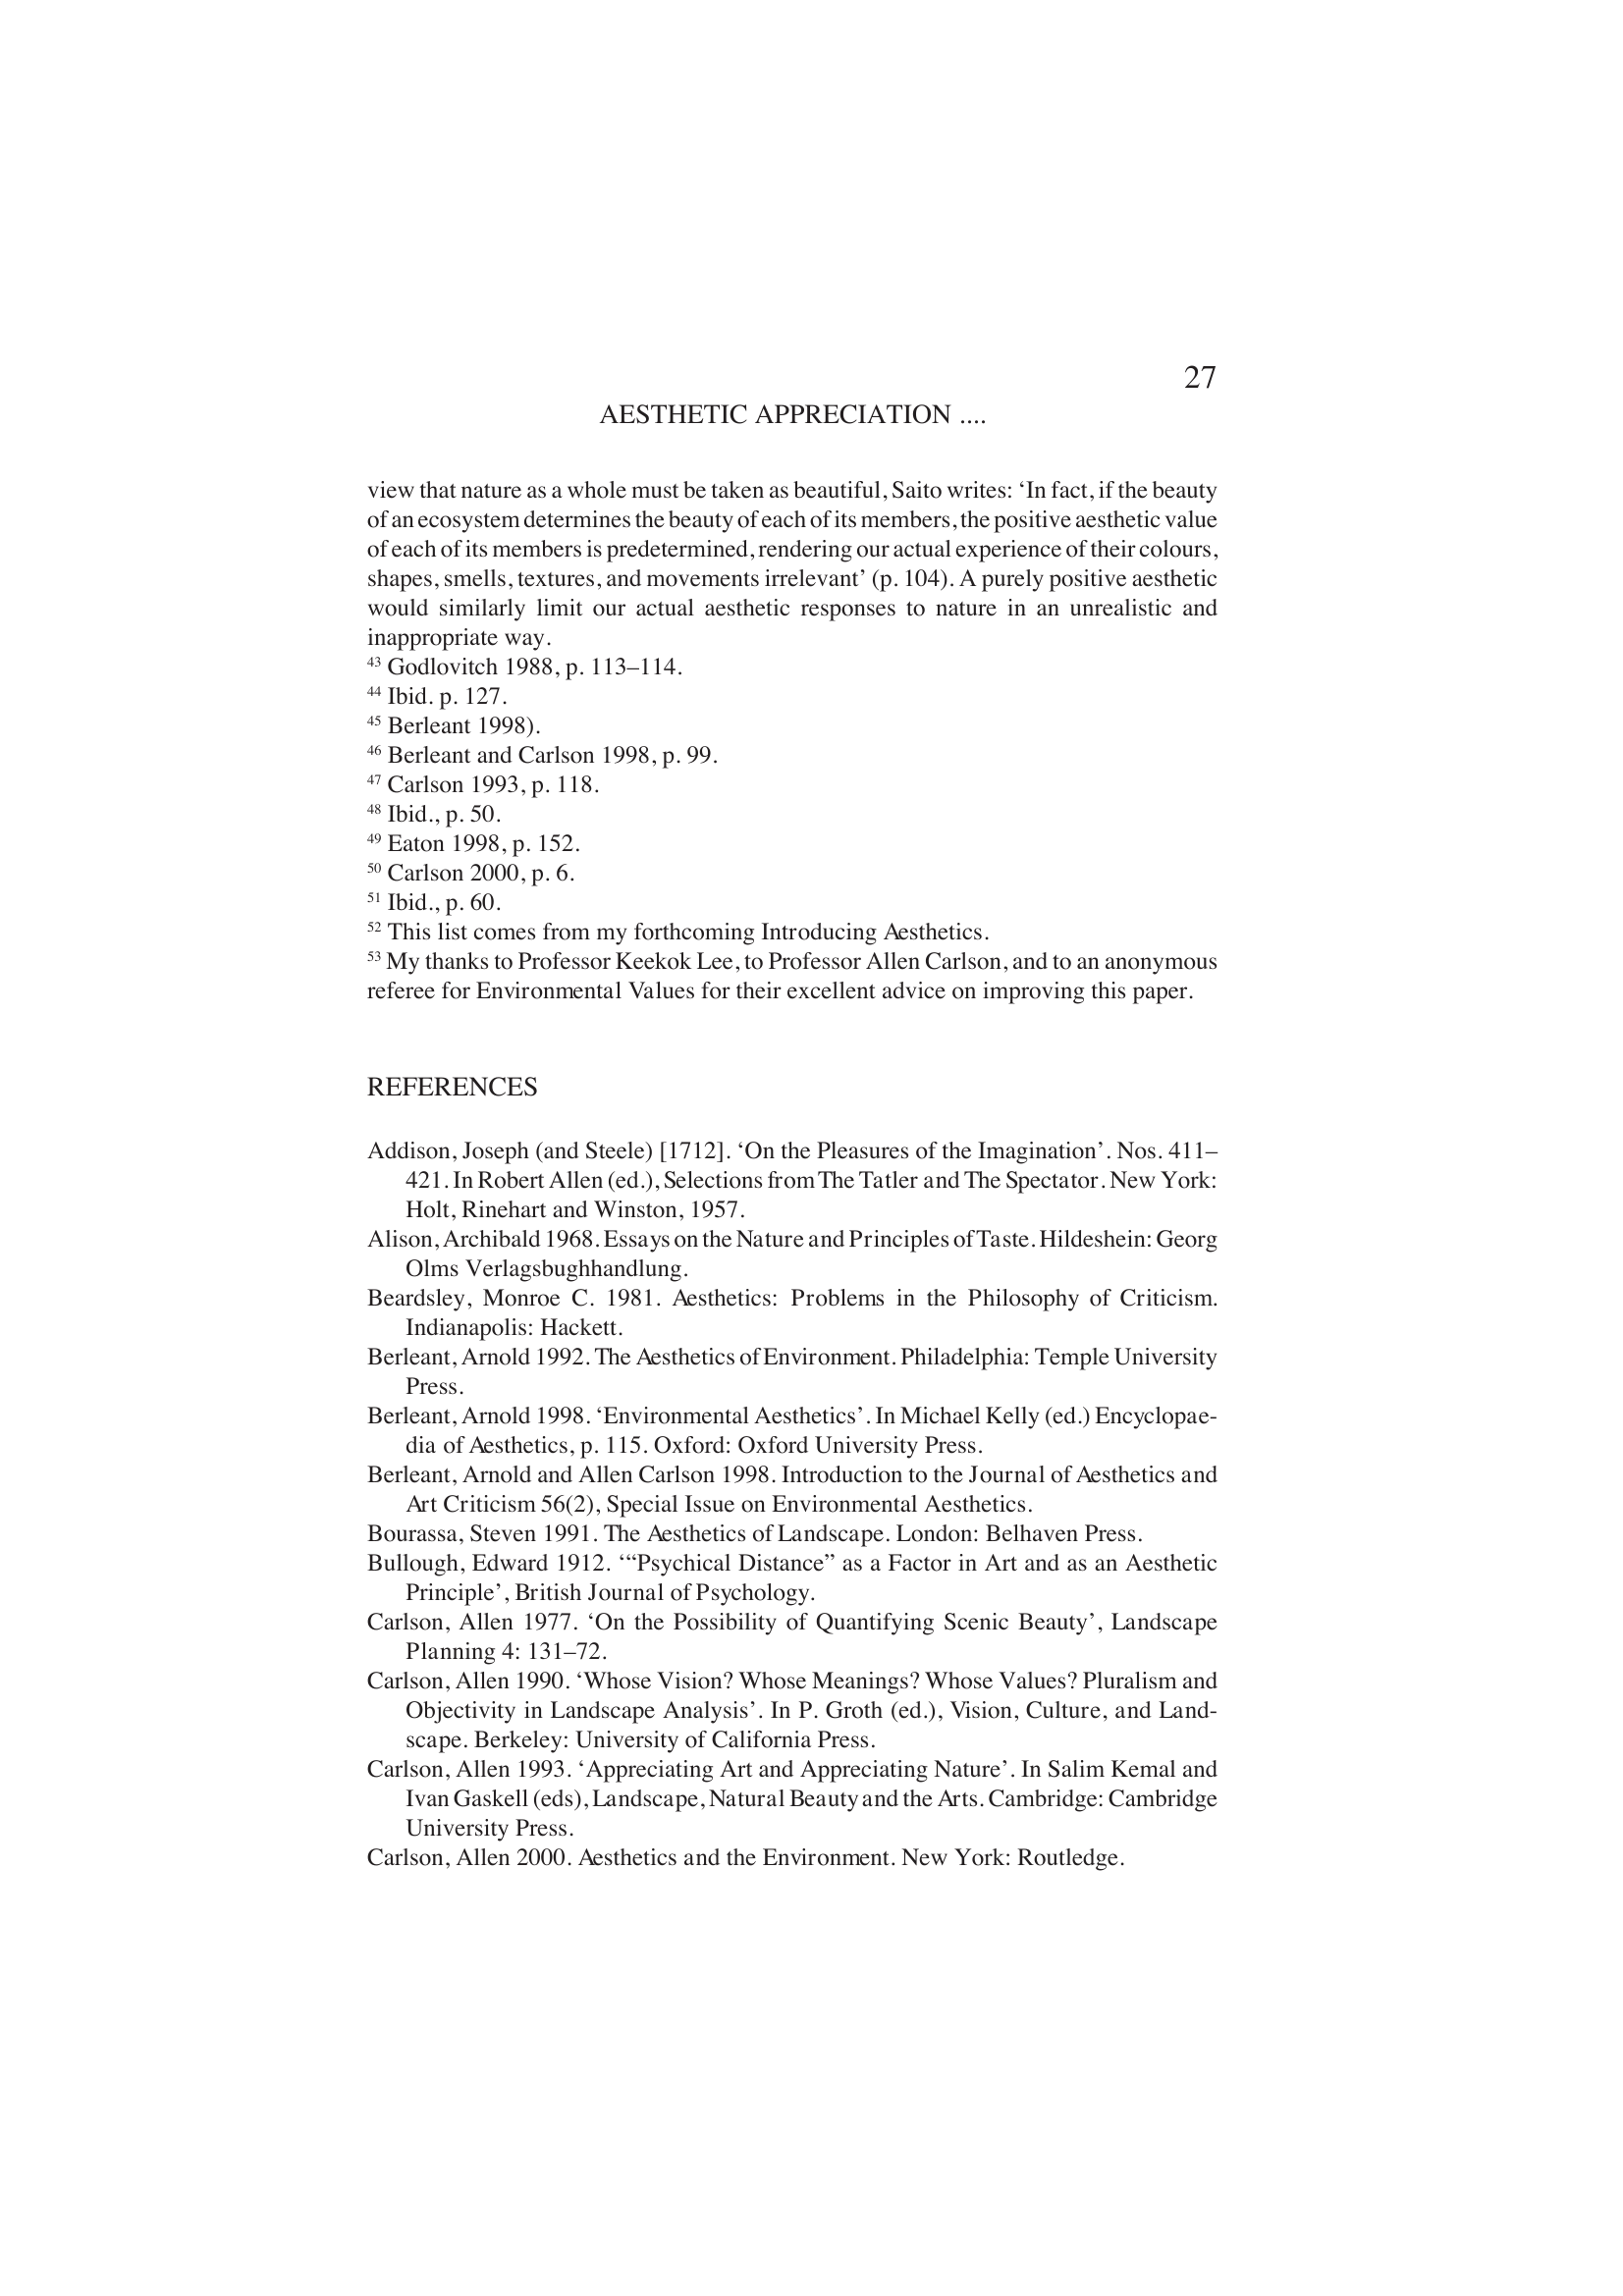 27
AESTHETIC APPRECIATION ....
view that nature as a whole must be taken as beautiful, Saito writes: ‘In fact, if the beauty
of an ecosystem determines the beauty of each of its members, the positive aesthetic value
of each of its members is predetermined, rendering our actual experience of their colours,
shapes, smells, textures, and movements irrelevant’ (p. 104). A purely positive aesthetic
would similarly limit our actual aesthetic responses to nature in an unrealistic and
inappropriate way.
43 Godlovitch 1988, p. 113–114.
44 Ibid. p. 127.
45 Berleant 1998).
46 Berleant and Carlson 1998, p. 99.
47 Carlson 1993, p. 118.
48 Ibid., p. 50.
49 Eaton 1998, p. 152.
50 Carlson 2000, p. 6.
51 Ibid., p. 60.
52 This list comes from my forthcoming Introducing Aesthetics.
53 My thanks to Professor Keekok Lee, to Professor Allen Carlson, and to an anonymous
referee for Environmental Values for their excellent advice on improving this paper.
REFERENCES
Addison, Joseph (and Steele) [1712]. ‘On the Pleasures of the Imagination’. Nos. 411–
421. In Robert Allen (ed.), Selections from The Tatler and The Spectator. New York:
Holt, Rinehart and Winston, 1957.
Alison, Archibald 1968. Essays on the Nature and Principles of Taste. Hildeshein: Georg
Olms Verlagsbughhandlung.
Beardsley, Monroe C. 1981. Aesthetics: Problems in the Philosophy of Criticism.
Indianapolis: Hackett.
Berleant, Arnold 1992. The Aesthetics of Environment. Philadelphia: Temple University
Press.
Berleant, Arnold 1998. ‘Environmental Aesthetics’. In Michael Kelly (ed.) Encyclopae-
dia of Aesthetics, p. 115. Oxford: Oxford University Press.
Berleant, Arnold and Allen Carlson 1998. Introduction to the Journal of Aesthetics and
Art Criticism 56(2), Special Issue on Environmental Aesthetics.
Bourassa, Steven 1991. The Aesthetics of Landscape. London: Belhaven Press.
Bullough, Edward 1912. ‘“Psychical Distance” as a Factor in Art and as an Aesthetic
Principle’, British Journal of Psychology.
Carlson, Allen 1977. ‘On the Possibility of Quantifying Scenic Beauty’, Landscape
Planning 4: 131–72.
Carlson, Allen 1990. ‘Whose Vision? Whose Meanings? Whose Values? Pluralism and
Objectivity in Landscape Analysis’. In P. Groth (ed.), Vision, Culture, and Land-
scape. Berkeley: University of California Press.
Carlson, Allen 1993. ‘Appreciating Art and Appreciating Nature’. In Salim Kemal and
Ivan Gaskell (eds), Landscape, Natural Beauty and the Arts. Cambridge: Cambridge
University Press.
Carlson, Allen 2000. Aesthetics and the Environment. New York: Routledge.